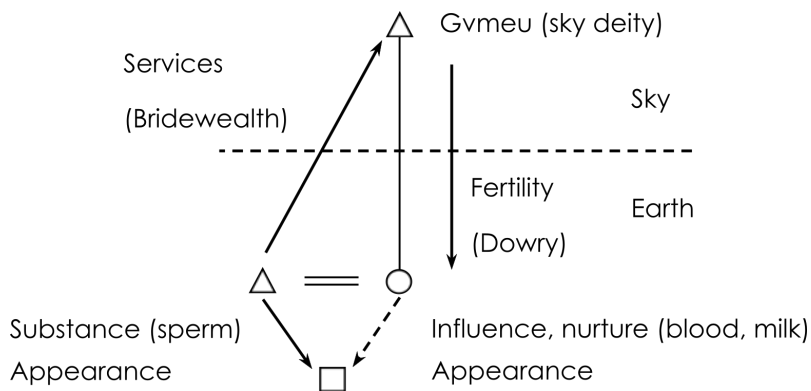 Gvmeu (sky deity)
Services
(Bridewealth)
Sky
Fertility
(Dowry)
Earth
Substance (sperm)
Appearance
Influence, nurture (blood, milk)
Appearance